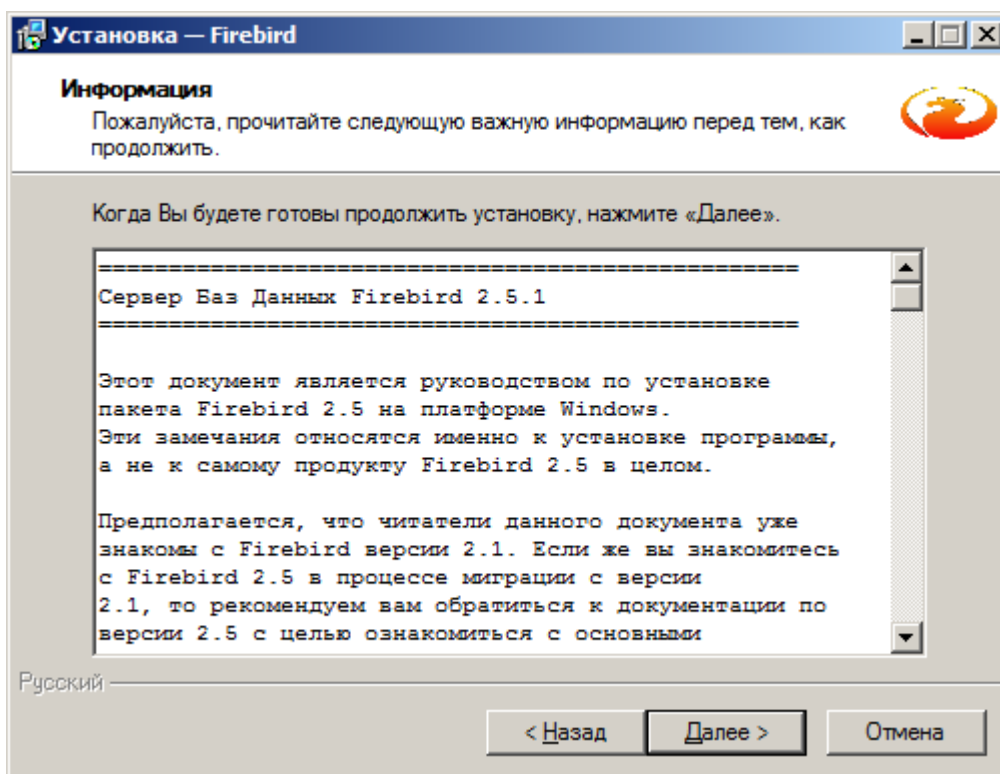 Установка — Firebird
Информация
Пожалуйста, прочитайте следующую важную информацию перед тем, как
продолжить.
Когда Вы будете готовы продолжить установку, нажмите «Далее».
==================================================
Сервер Баз Данных Firebird 2.5.1
==================================================
Этот документ является руководством по установке
пакета Firebird 2.5 на платформе Windows.
Эти замечания относятся именно к установке программы,
а не к самому продукту Firebird 2.5 в целом.
Предполагается, что читатели данного документа уже
знакомы с Firebird версии 2.1. Если же вы знакомитесь
с Firebird 2.5 в процессе миграции с версии
2.1, то рекомендуем вам обратиться к документации по
версии 2.5 с целью ознакомиться с основными
Русский
< Назад
Далее >
Отмена